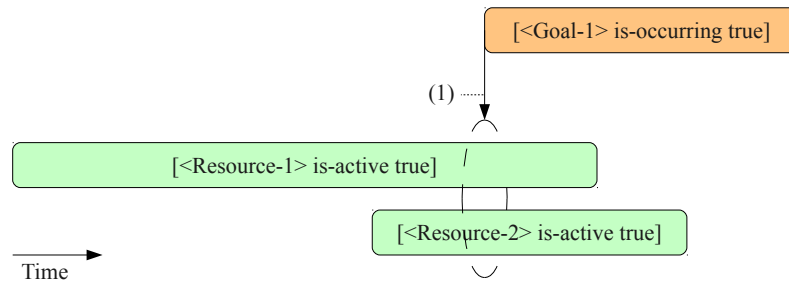 [<Goal-1> is-occurring true]
(1)
[<Resource-1> is-active true]
[<Resource-2> is-active true]
Time